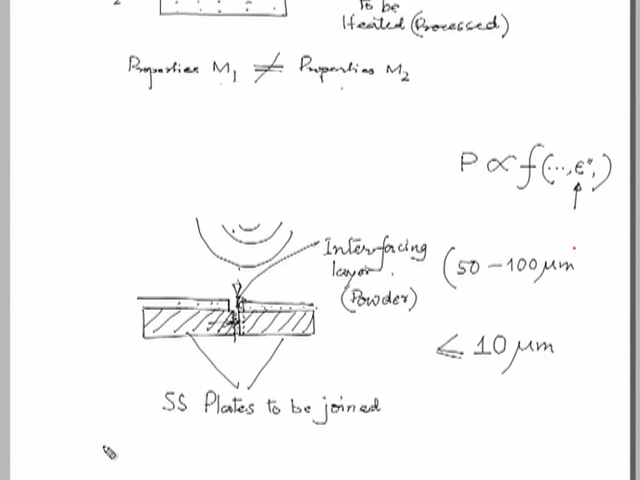 2
To be
Heated (Processed)
Properties M1 ≠ Properties M2
P ∝ f(..., ε",)
Interfacing
layer.
(Powder)
(50 - 100 μm
≤ 10 μm
SS Plates to be joined